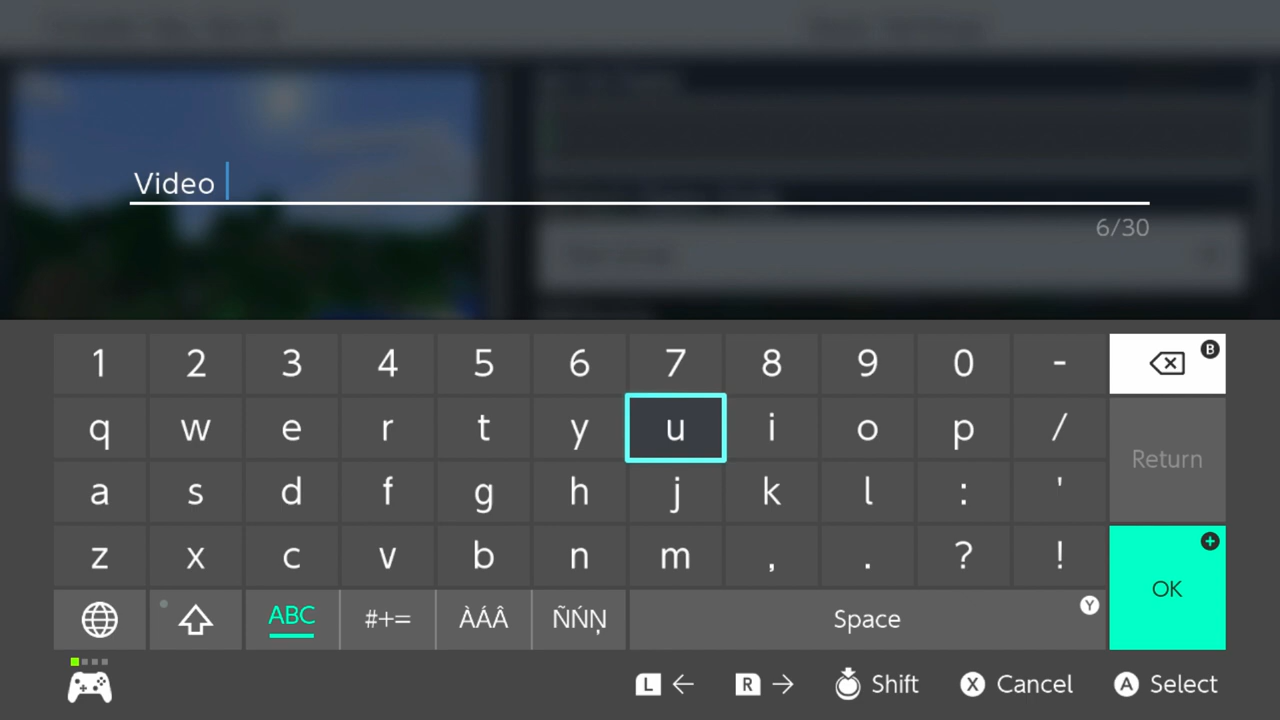 Video
6/30
1 2 3 4 5 6 7 8 9 0 - B
q w e r t y u i o p /
Return
a s d f g h j k l : '
z x c v b n m , . ? !
+
OK
ABC #+= ÀÁÂ ÑŃŅ Space Y
L ← R → Shift X Cancel A Select